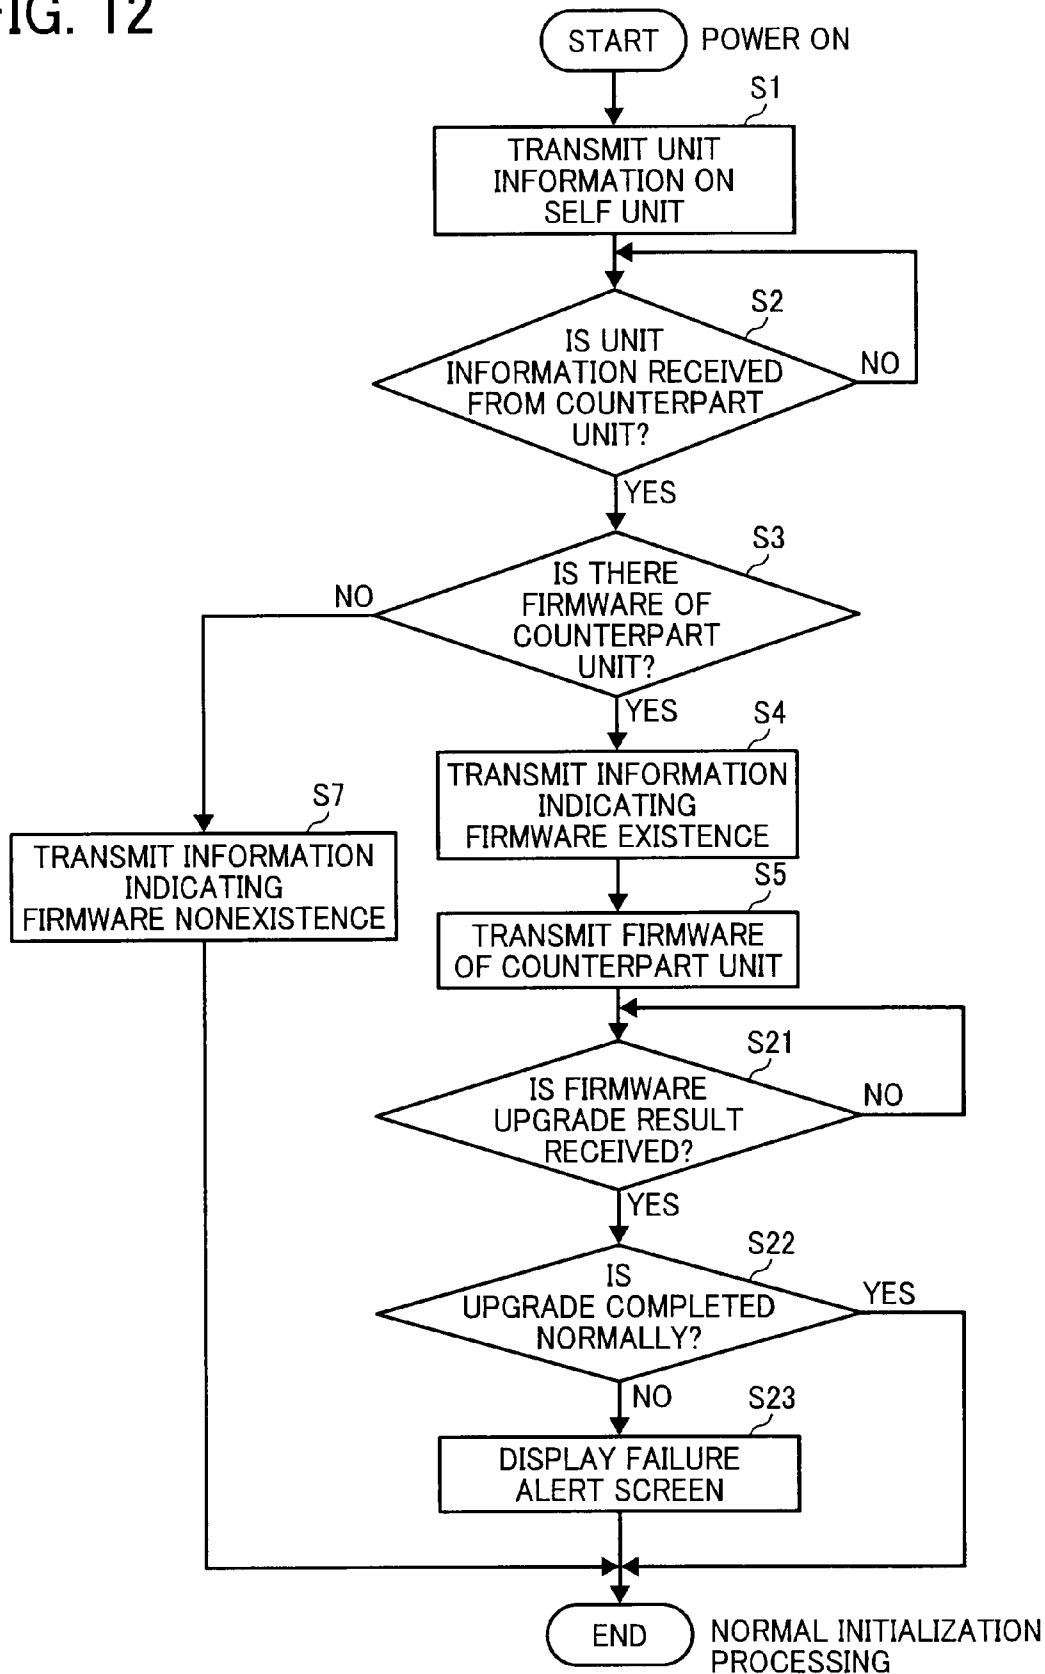 FIG. 12
START
POWER ON
S1
TRANSMIT UNIT
INFORMATION ON
SELF UNIT
S2
IS UNIT
INFORMATION RECEIVED
FROM COUNTERPART
UNIT?
NO
YES
S3
IS THERE
FIRMWARE OF
COUNTERPART
UNIT?
NO
YES
S4
TRANSMIT INFORMATION
INDICATING
FIRMWARE EXISTENCE
S7
TRANSMIT INFORMATION
INDICATING
FIRMWARE NONEXISTENCE
S5
TRANSMIT FIRMWARE
OF COUNTERPART UNIT
S21
IS FIRMWARE
UPGRADE RESULT
RECEIVED?
NO
YES
S22
IS
UPGRADE COMPLETED
NORMALLY?
YES
NO
S23
DISPLAY FAILURE
ALERT SCREEN
END
NORMAL INITIALIZATION
PROCESSING